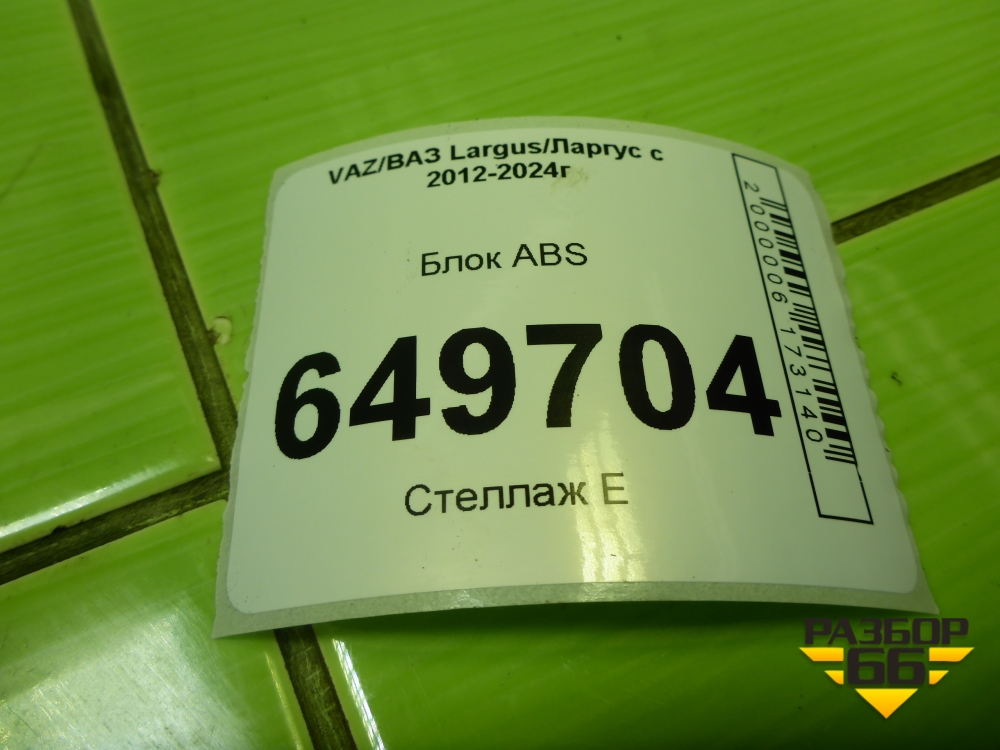 VAZ/ВАЗ Largus/Ларгус с
2012-2024г
Блок ABS
649704
Стеллаж Е
2000006173140
РАЗБОР
66